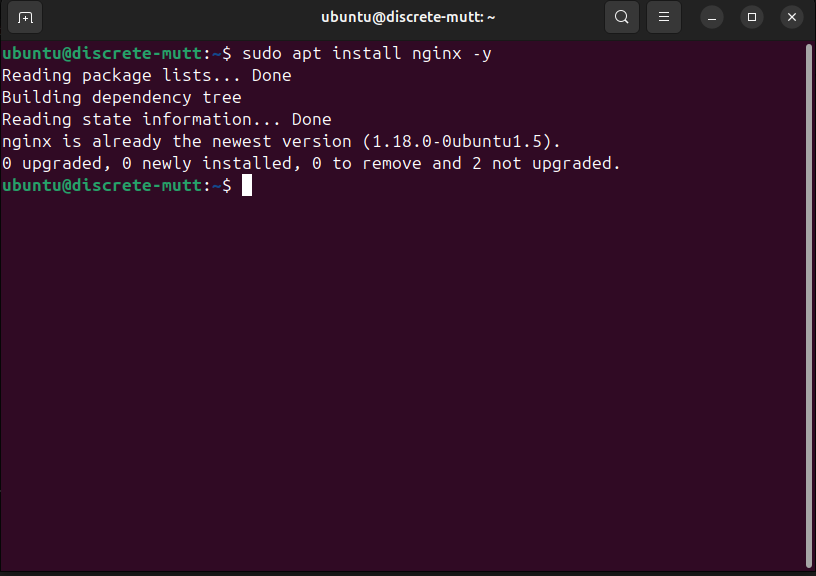 ubuntu@discrete-mutt: ~
ubuntu@discrete-mutt:~$ sudo apt install nginx -y
Reading package lists... Done
Building dependency tree
Reading state information... Done
nginx is already the newest version (1.18.0-0ubuntu1.5).
0 upgraded, 0 newly installed, 0 to remove and 2 not upgraded.
ubuntu@discrete-mutt:~$